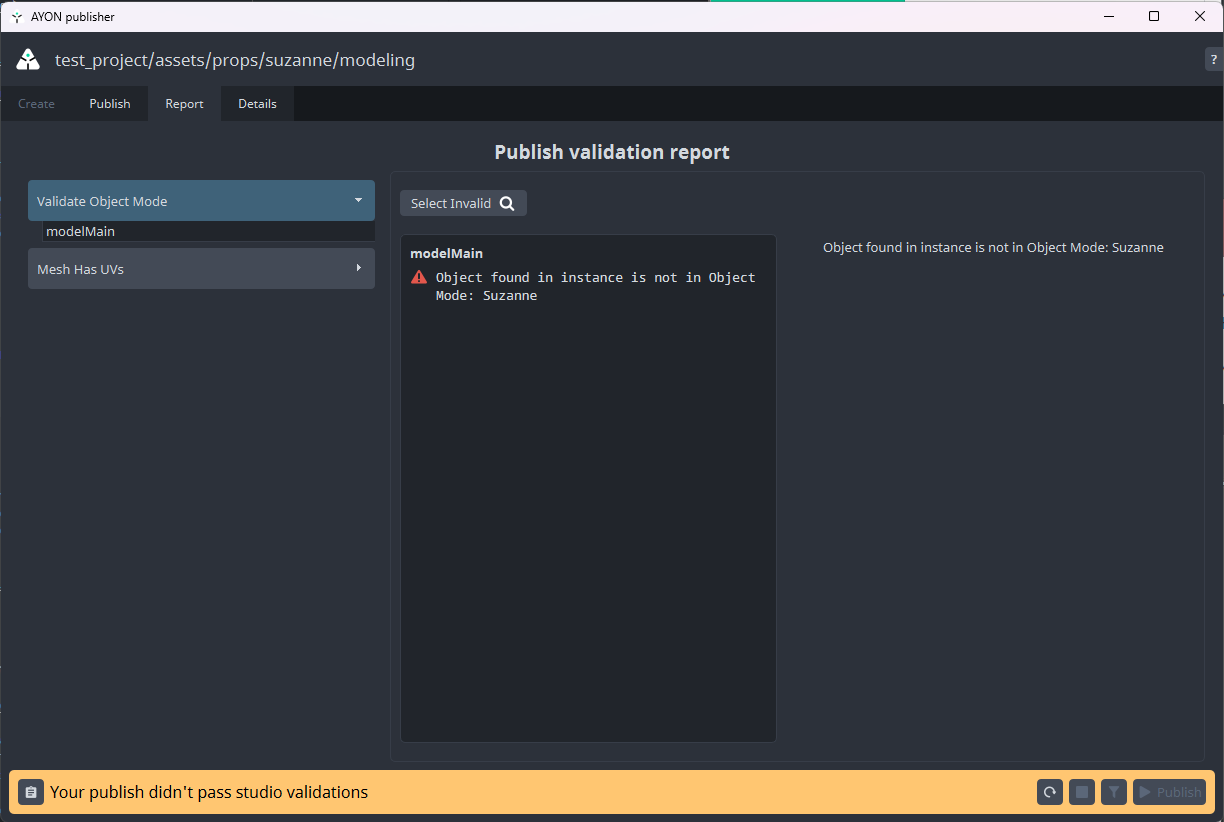 AYON publisher
test_project/assets/props/suzanne/modeling
?
Create Publish Report Details
Publish validation report
Validate Object Mode
modelMain
Mesh Has UVs
Select Invalid
modelMain
Object found in instance is not in Object
Mode: Suzanne
Object found in instance is not in Object Mode: Suzanne
Your publish didn't pass studio validations
Publish